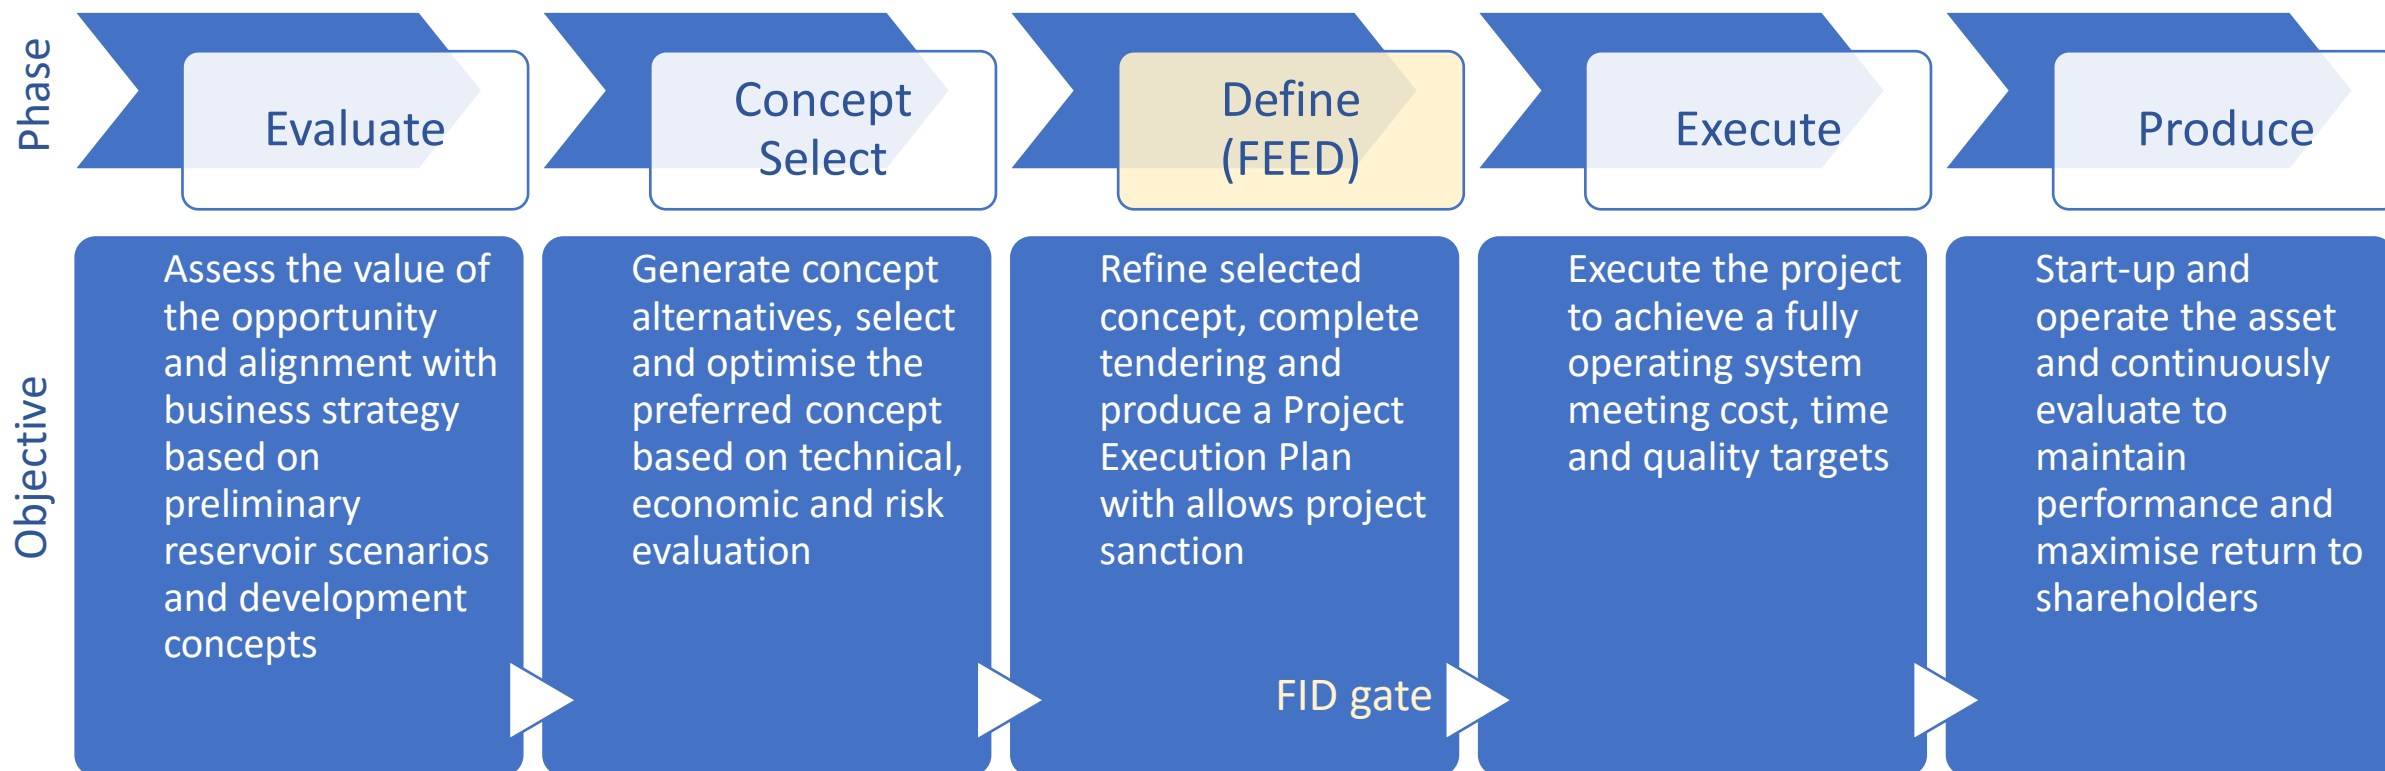 Phase
Evaluate
Concept
Select
Define
(FEED)
Execute
Produce
Objective
Assess the value of
the opportunity
and alignment with
business strategy
based on
preliminary
reservoir scenarios
and development
concepts
Generate concept
alternatives, select
and optimise the
preferred concept
based on technical,
economic and risk
evaluation
Refine selected
concept, complete
tendering and
produce a Project
Execution Plan
with allows project
sanction
FID gate
Execute the project
to achieve a fully
operating system
meeting cost, time
and quality targets
Start-up and
operate the asset
and continuously
evaluate to
maintain
performance and
maximise return to
shareholders